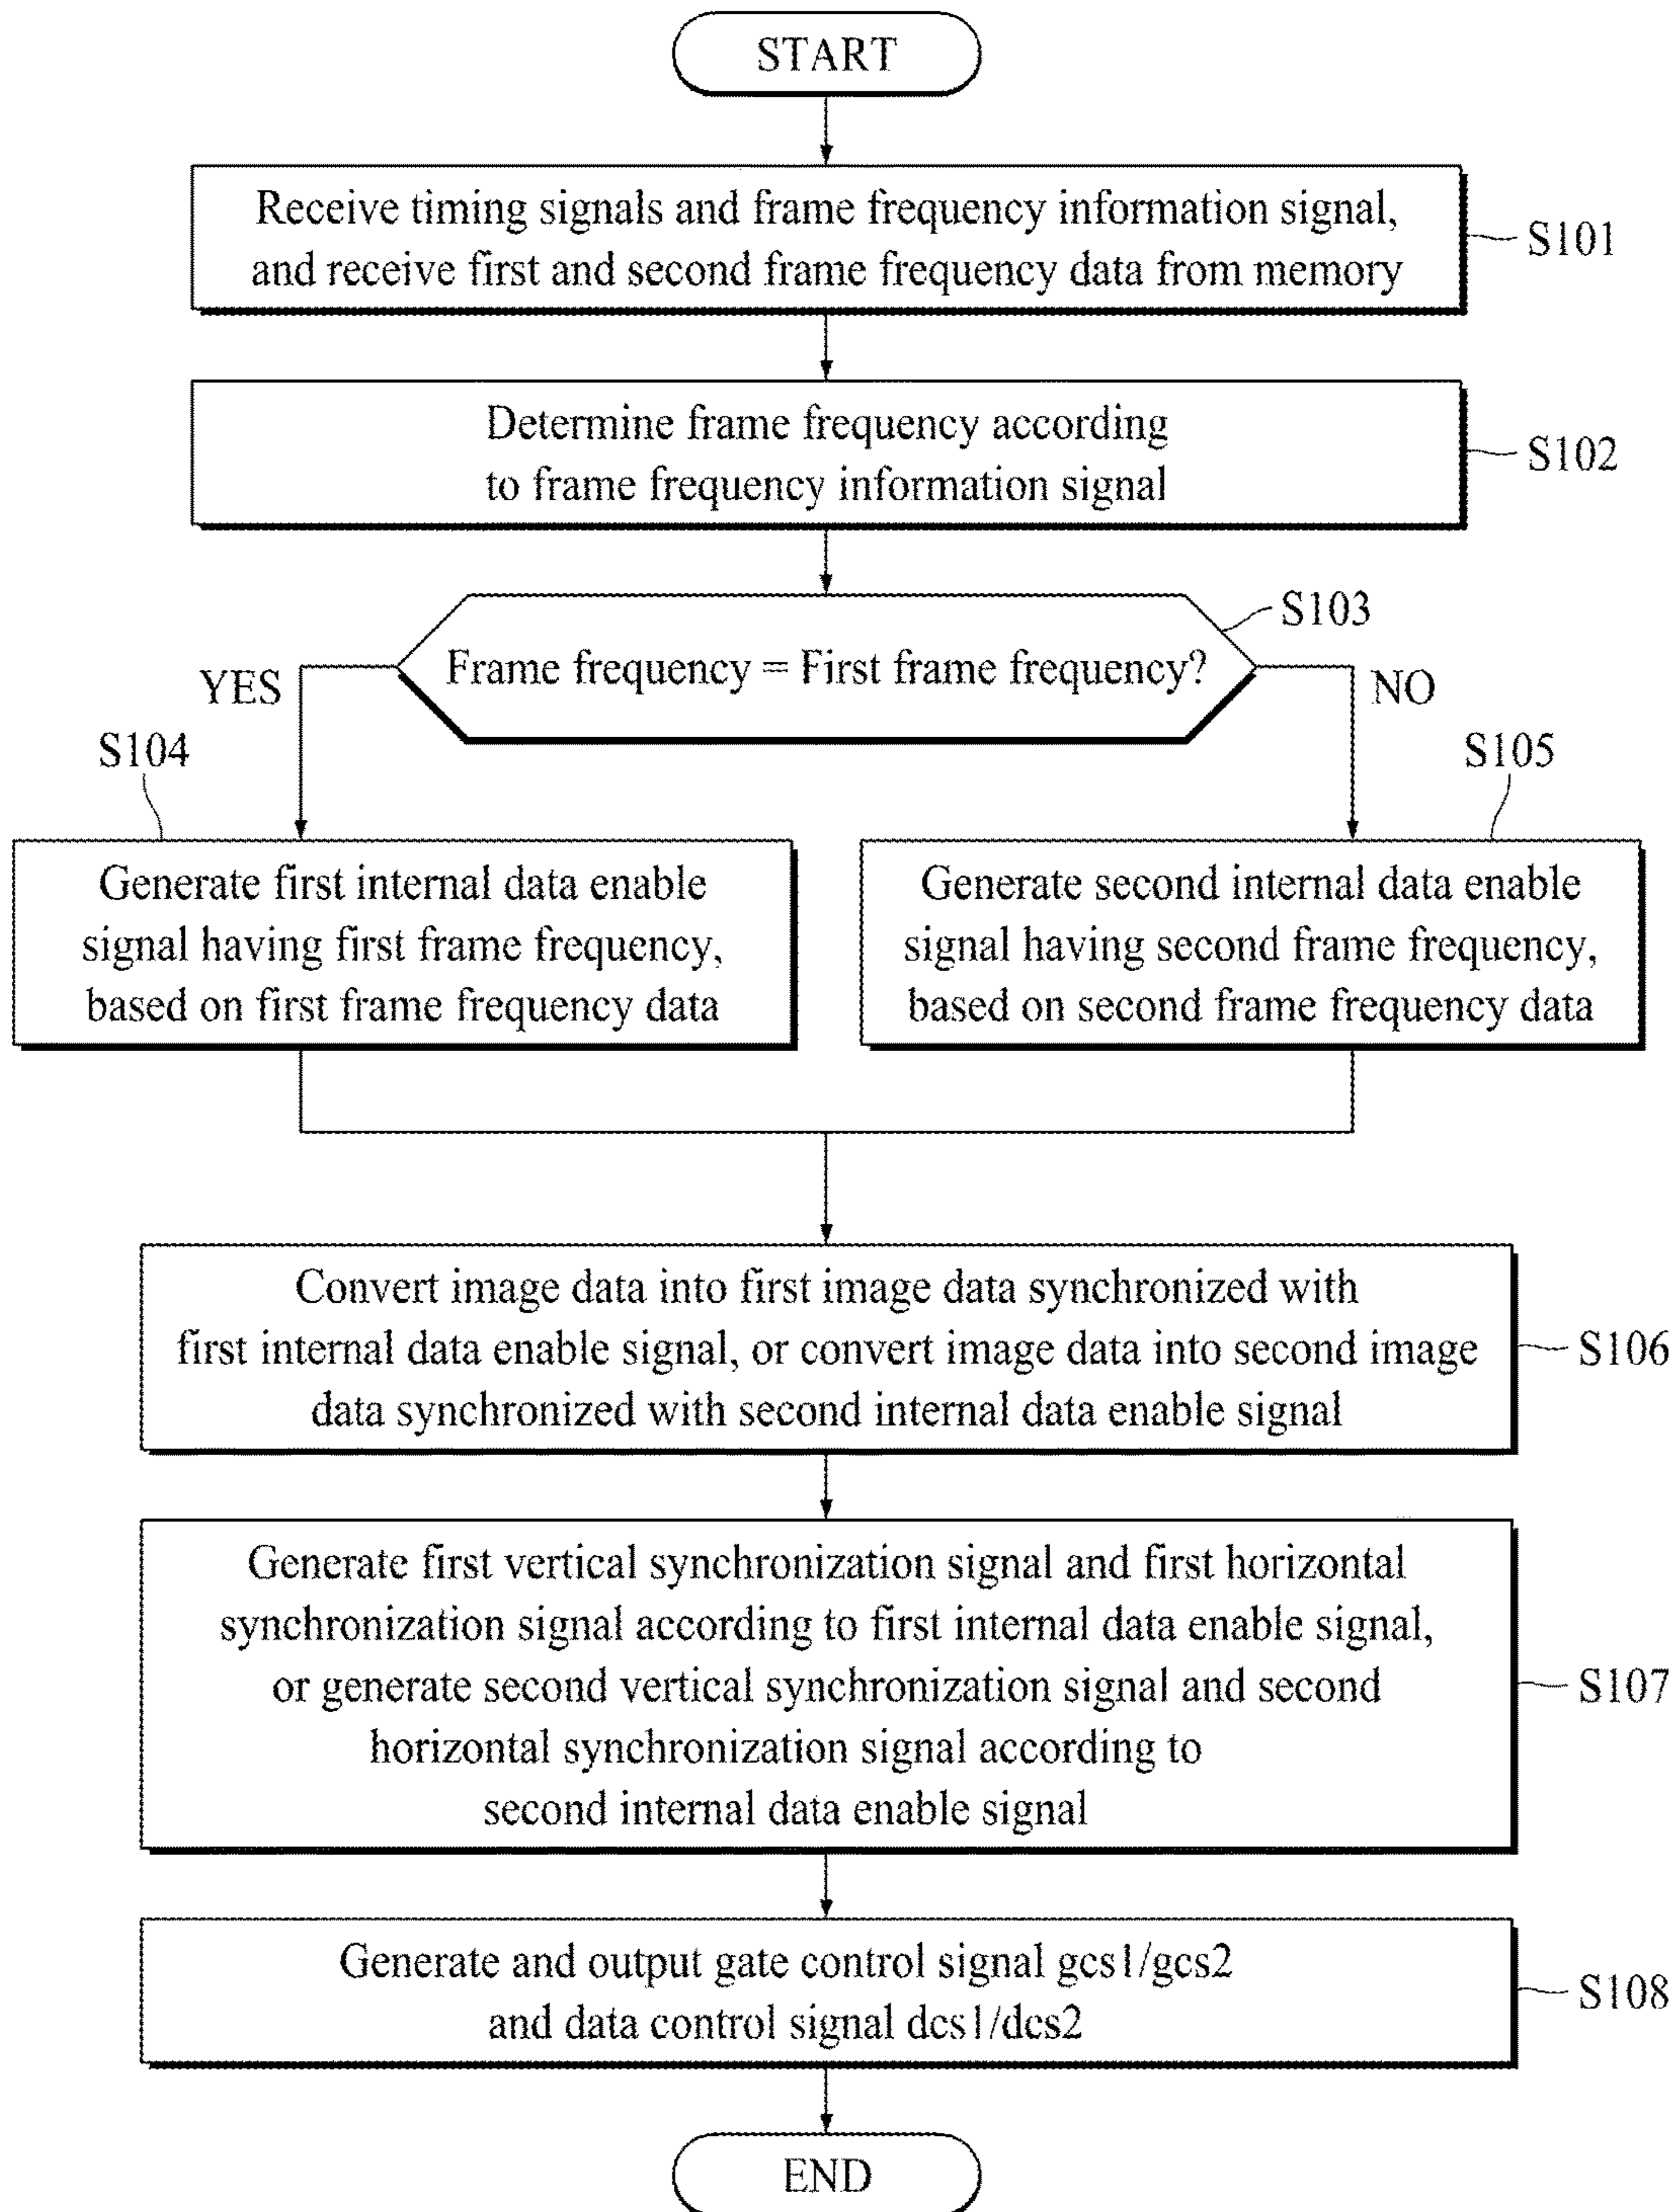 START
Receive timing signals and frame frequency information signal,
and receive first and second frame frequency data from memory
S101
Determine frame frequency according
to frame frequency information signal
S102
S103
Frame frequency = First frame frequency?
YES
NO
S104
S105
Generate first internal data enable
signal having first frame frequency,
based on first frame frequency data
Generate second internal data enable
signal having second frame frequency,
based on second frame frequency data
Convert image data into first image data synchronized with
first internal data enable signal, or convert image data into second image
data synchronized with second internal data enable signal
S106
Generate first vertical synchronization signal and first horizontal
synchronization signal according to first internal data enable signal,
or generate second vertical synchronization signal and second
horizontal synchronization signal according to
second internal data enable signal
S107
Generate and output gate control signal gcs1/gcs2
and data control signal dcs1/dcs2
S108
END